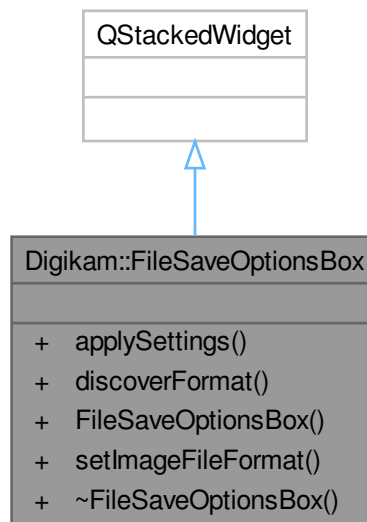 QStackedWidget
Digikam::FileSaveOptionsBox
+ applySettings()
+ discoverFormat()
+ FileSaveOptionsBox()
+ setImageFileFormat()
+ ~FileSaveOptionsBox()